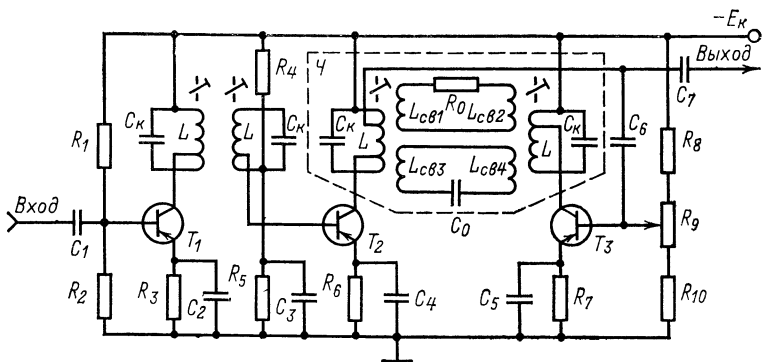 −Eк
Выход
R4
Ч
Cк
L
L
Cк
Cк
L
Lсв1
R0
Lсв2
L
Cк
C7
C6
R1
Lсв3
Lсв4
R8
Вход
C1
T1
T2
C0
T3
R9
R2
R3
C2
R5
C3
R6
C4
C5
R7
R10